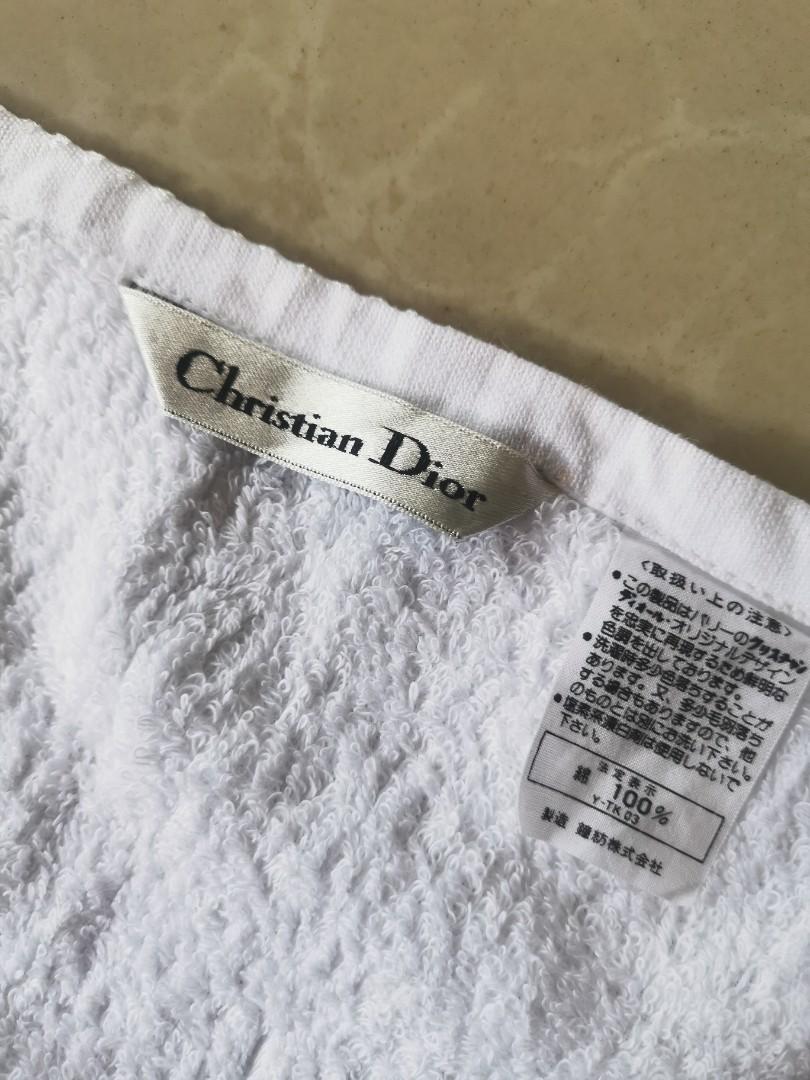 Christian Dior
〈取扱い上の注意〉
●この製品はパリーのクリスチャン
ディオール・オリジナルデザイン
を忠実に再現するため鮮明な
色調を出しております。
●洗濯時多少色落ちすることが
あります。又、多少毛羽落ち
する場合もありますので、他
のものとは別にお洗い下さい。
●塩素系漂白剤は使用しないで
下さい。
法定表示
綿 100%
Y-TK 03
製造 鐘紡株式会社